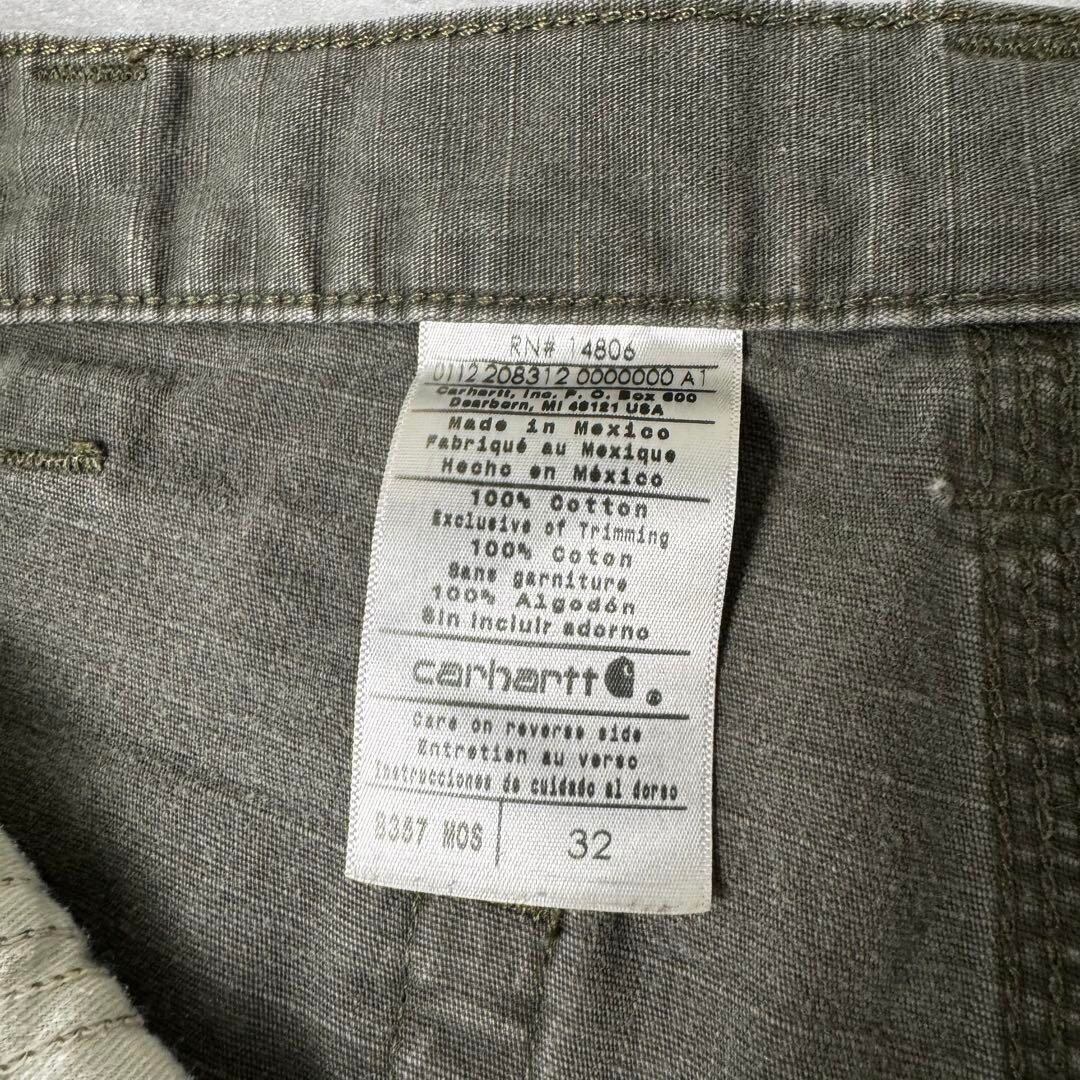 RN# 14806
0112 208312 0000000 A1
Carhartt, Inc. P. O. Box 600
Dearborn, MI 48121 USA
Made in Mexico
Fabriqué au Mexique
Hecho en México
100% Cotton
Exclusive of Trimming
100% Coton
Sans garniture
100% Algodón
Sin incluir adorno
carhartt ®
Care on reverse side
Entretien au verso
Instrucciones de cuidado al dorso
B357 MOS 32